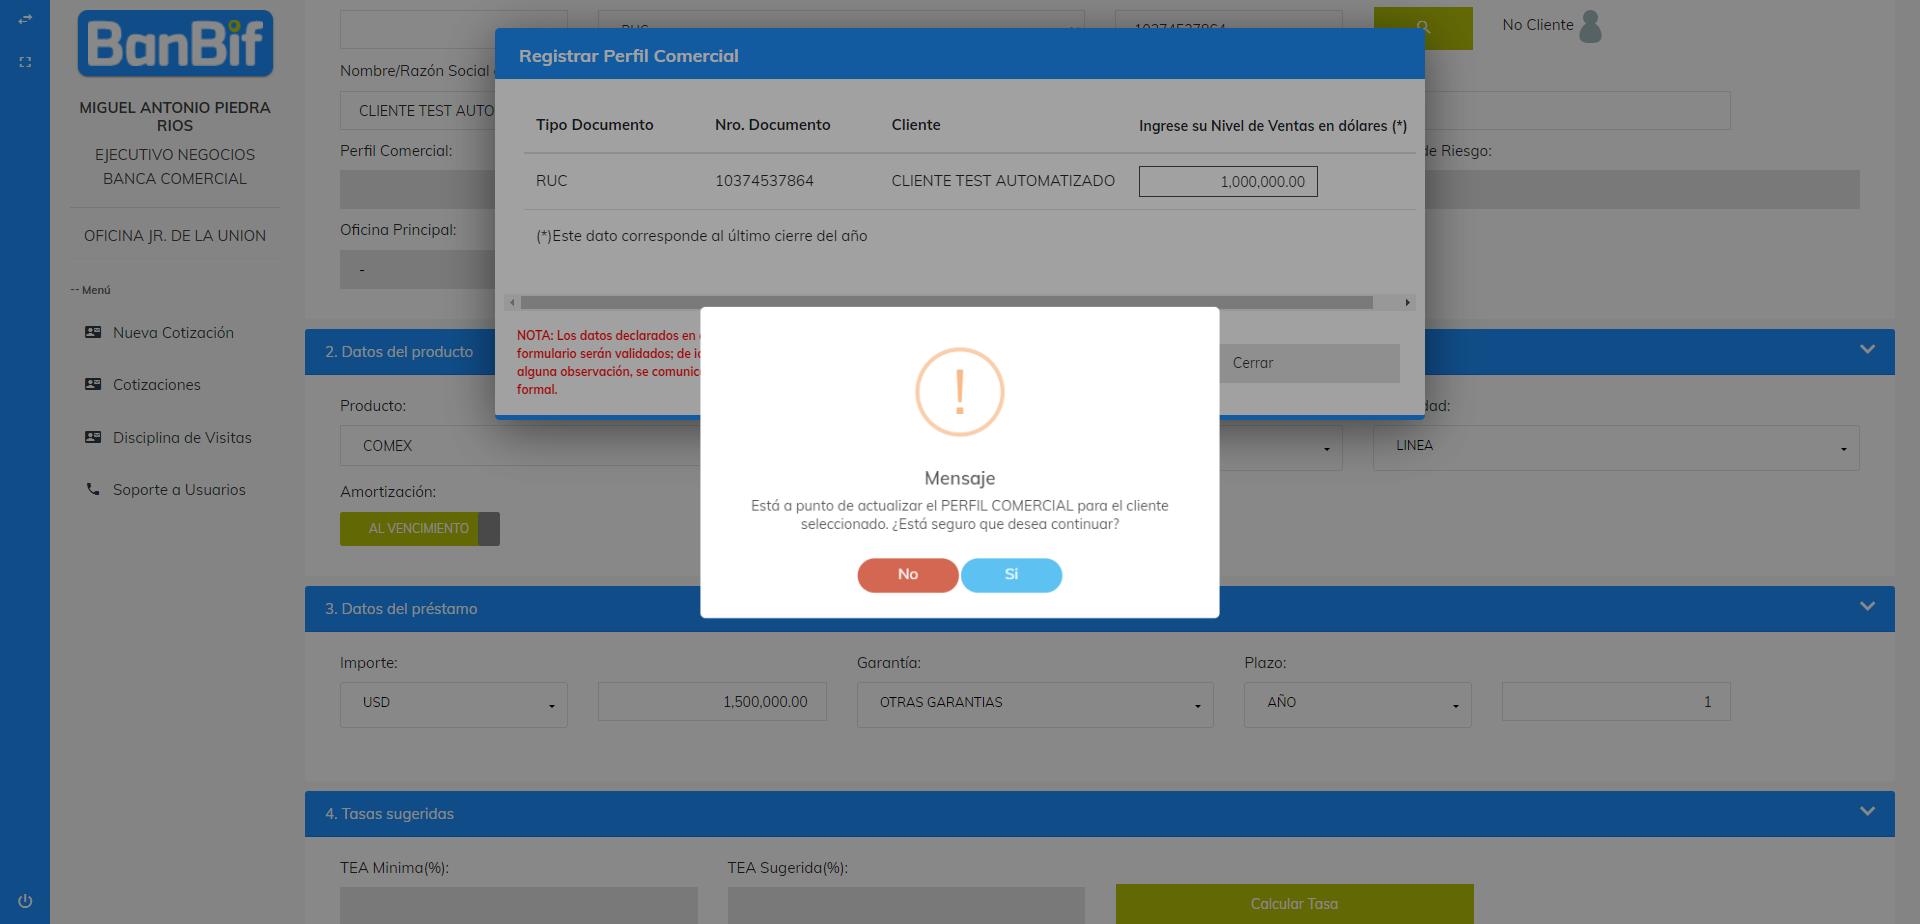 BanBif
MIGUEL ANTONIO PIEDRA
RIOS
EJECUTIVO NEGOCIOS
BANCA COMERCIAL
OFICINA JR. DE LA UNION
-- Menú
Nueva Cotización
Cotizaciones
Disciplina de Visitas
Soporte a Usuarios
RUC
10374537864
No Cliente
Nombre/Razón Social
CLIENTE TEST AUTO
Perfil Comercial:
de Riesgo:
Oficina Principal:
-
Registrar Perfil Comercial
Tipo Documento
Nro. Documento
Cliente
Ingrese su Nivel de Ventas en dólares (*)
RUC
10374537864
CLIENTE TEST AUTOMATIZADO
1,000,000.00
(*)Este dato corresponde al último cierre del año
NOTA: Los datos declarados en
formulario serán validados; de
alguna observación, se comunic
formal.
Cerrar
Mensaje
Está a punto de actualizar el PERFIL COMERCIAL para el cliente
seleccionado. ¿Está seguro que desea continuar?
No
Si
2. Datos del producto
Producto:
dad:
COMEX
LINEA
Amortización:
AL VENCIMIENTO
3. Datos del préstamo
Importe:
Garantía:
Plazo:
USD
1,500,000.00
OTRAS GARANTIAS
AÑO
1
4. Tasas sugeridas
TEA Minima(%):
TEA Sugerida(%):
Calcular Tasa